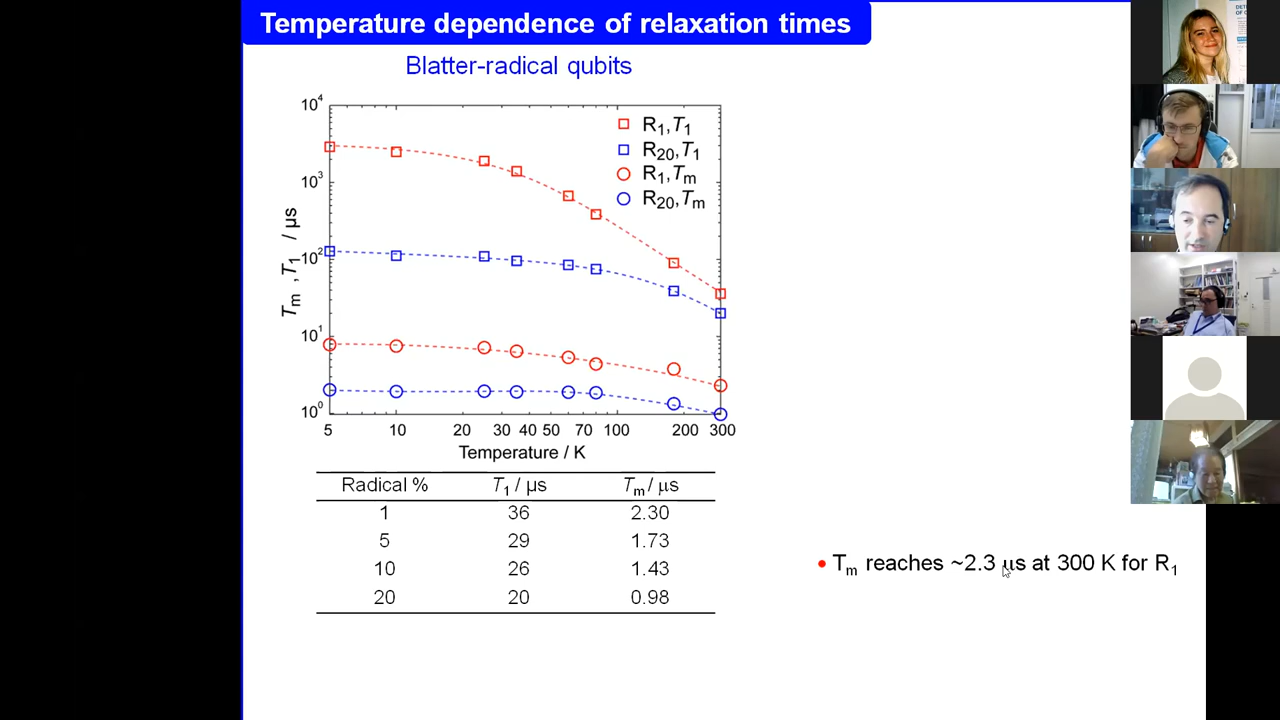 Temperature dependence of relaxation times
Blatter-radical qubits
10⁴
10³
10²
10¹
10⁰
Tm ,T1 / μs
R1,T1
R20,T1
R1,Tm
R20,Tm
5 10 20 30 40 50 70 100 200 300
Temperature / K
Radical % T1 / μs Tm / μs
1 36 2.30
5 29 1.73
10 26 1.43
20 20 0.98
• Tm reaches ~2.3 μs at 300 K for R1